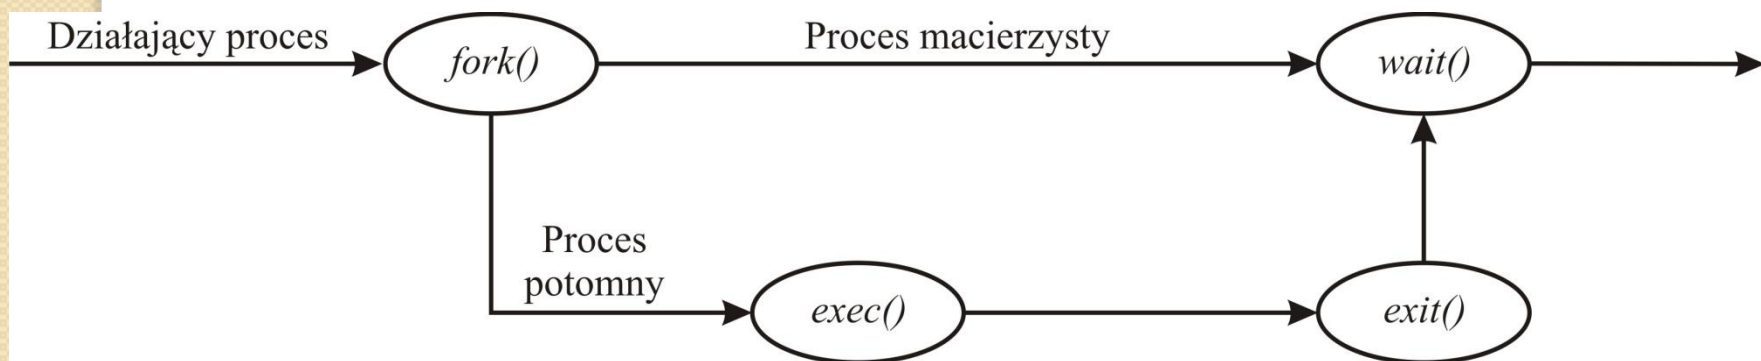 Działający proces
fork()
Proces macierzysty
wait()
Proces
potomny
exec()
exit()